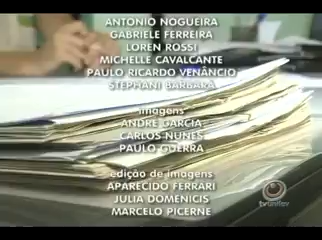 ANTONIO NOGUEIRA
GABRIELE FERREIRA
LOREN ROSSI
MICHELLE CAVALCANTE
PAULO RICARDO VENÂNCIO
STEPHANI BÁRBARA
imagens
ANDRÉ GARCIA
CARLOS NUNES
PAULO GUERRA
edição de imagens
APARECIDO FERRARI
JULIA DOMENICIS
MARCELO PICERNE
tvunifev